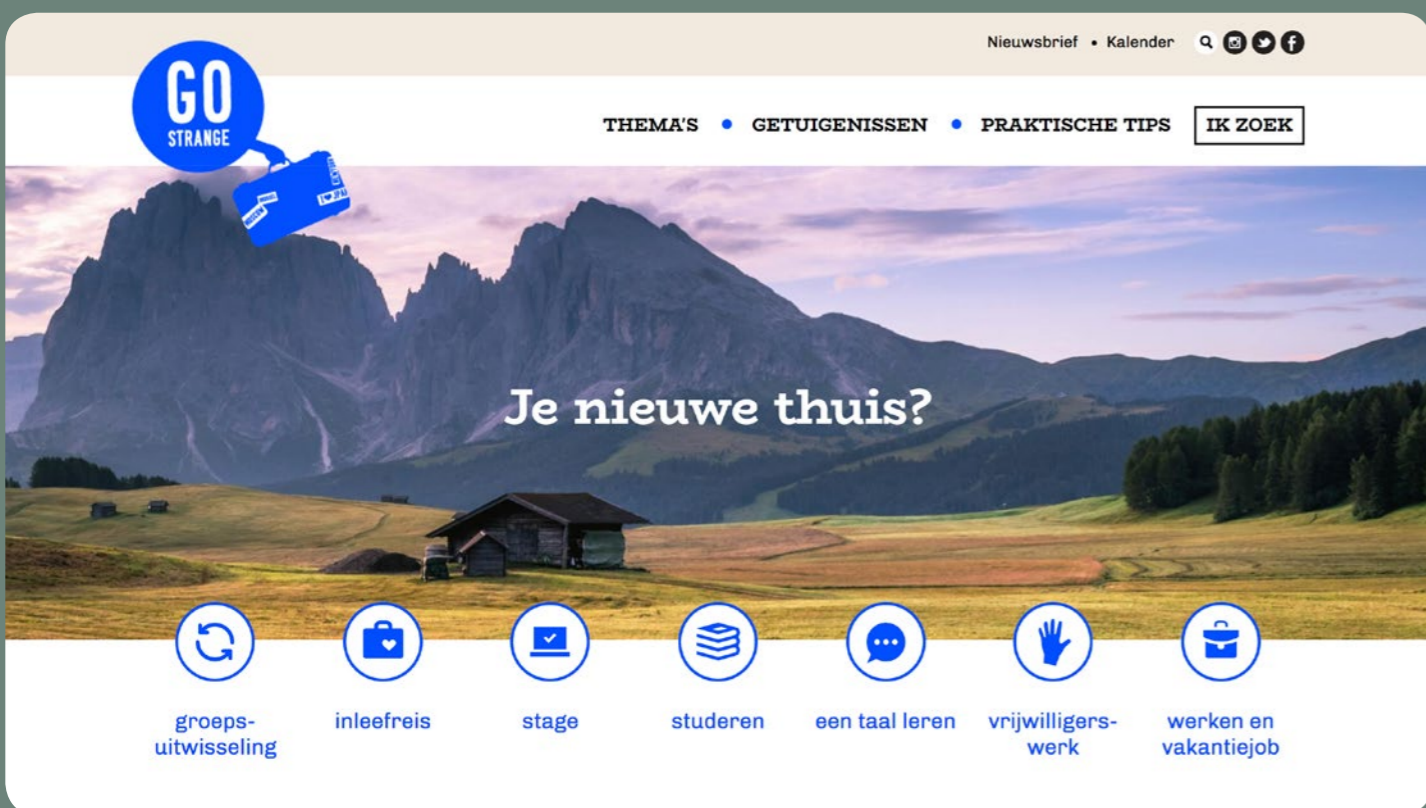 Nieuwsbrief • Kalender
GO
STRANGE
THEMA'S • GETUIGENISSEN • PRAKTISCHE TIPS IK ZOEK
Je nieuwe thuis?
groeps-
uitwisseling
inleefreis
stage
studeren
een taal leren
vrijwilligers-
werk
werken en
vakantiejob